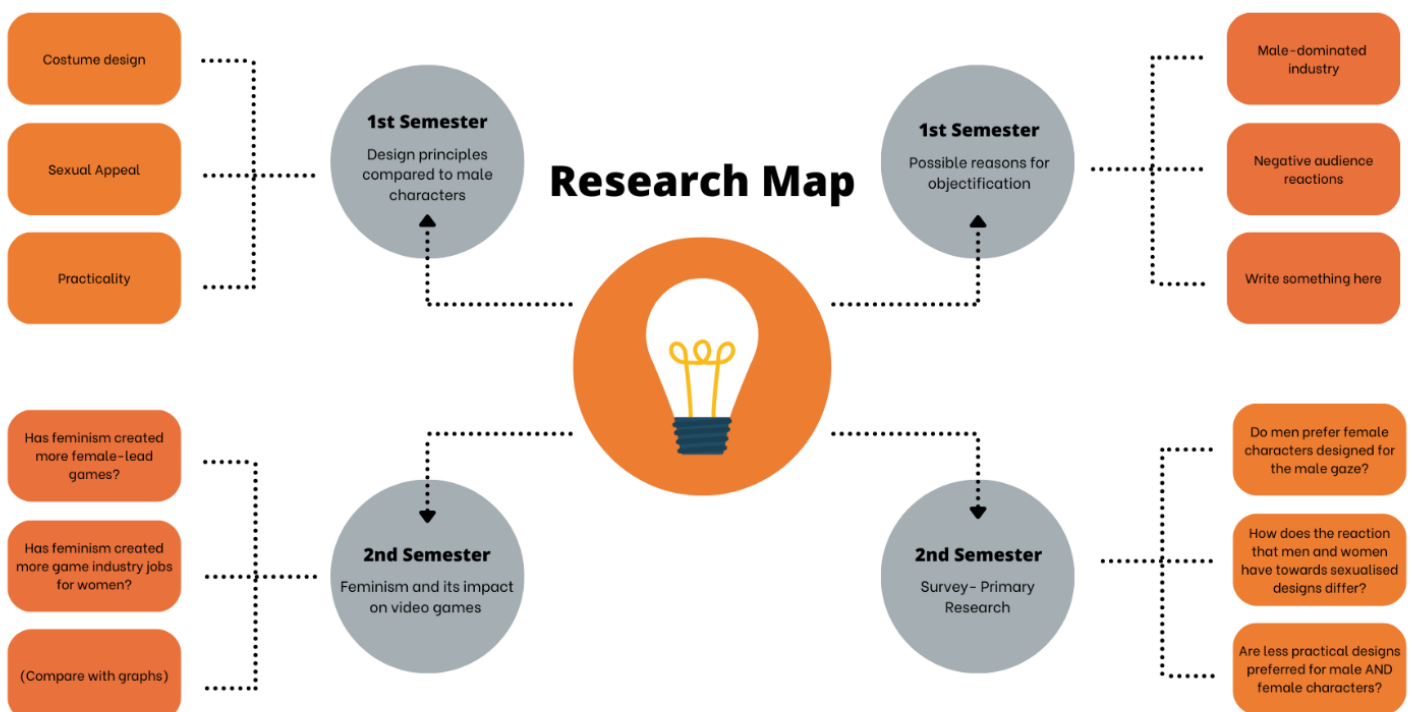 Research Map
Costume design
Sexual Appeal
Practicality
1st Semester
Design principles
compared to male
characters
1st Semester
Possible reasons for
objectification
Male-dominated
industry
Negative audience
reactions
Write something here
Has feminism created
more female-lead
games?
Has feminism created
more game industry jobs
for women?
(Compare with graphs)
2nd Semester
Feminism and its impact
on video games
2nd Semester
Survey- Primary
Research
Do men prefer female
characters designed for
the male gaze?
How does the reaction
that men and women
have towards sexualised
designs differ?
Are less practical designs
preferred for male AND
female characters?